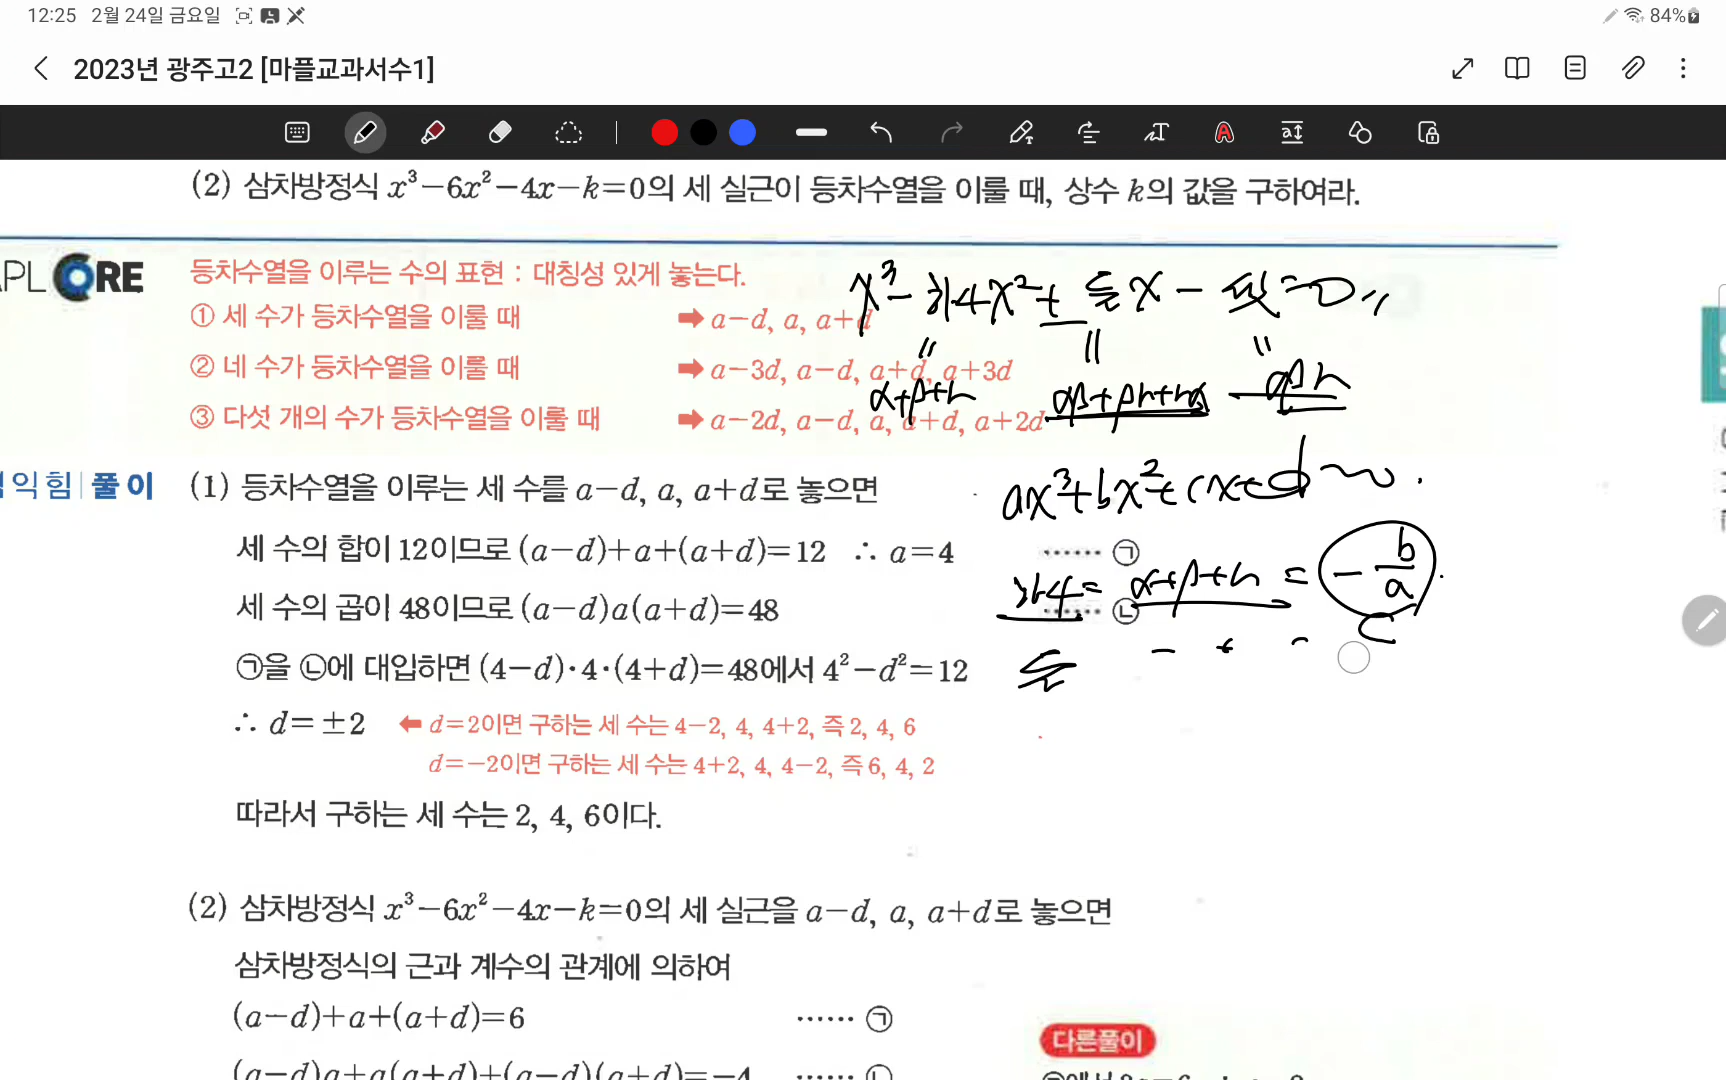 12:25 2월 24일 금요일
84%
2023년 광주고2 [마플교과서수1]
(2) 삼차방정식 x³−6x²−4x−k=0의 세 실근이 등차수열을 이룰 때, 상수 k의 값을 구하여라.
PL CORE
등차수열을 이루는 수의 표현 : 대칭성 있게 놓는다.
① 세 수가 등차수열을 이룰 때 ➡ a−d, a, a+d
② 네 수가 등차수열을 이룰 때 ➡ a−3d, a−d, a+d, a+3d
③ 다섯 개의 수가 등차수열을 이룰 때 ➡ a−2d, a−d, a, a+d, a+2d
익힘 | 풀이
(1) 등차수열을 이루는 세 수를 a−d, a, a+d로 놓으면
세 수의 합이 12이므로 (a−d)+a+(a+d)=12 ∴ a=4 ······ ㉠
세 수의 곱이 48이므로 (a−d)a(a+d)=48 ······ ㉡
㉠을 ㉡에 대입하면 (4−d)·4·(4+d)=48에서 4²−d²=12
∴ d=±2 ⬅ d=2이면 구하는 세 수는 4−2, 4, 4+2, 즉 2, 4, 6
d=−2이면 구하는 세 수는 4+2, 4, 4−2, 즉 6, 4, 2
따라서 구하는 세 수는 2, 4, 6이다.
(2) 삼차방정식 x³−6x²−4x−k=0의 세 실근을 a−d, a, a+d로 놓으면
삼차방정식의 근과 계수의 관계에 의하여
(a−d)+a+(a+d)=6 ······ ㉠
(a−d)a+a(a+d)+(a−d)(a+d)=−4 ······ ㉡
다른풀이
α+β+γ
αβ+βγ+γα
αβγ
ax³+bx²+cx+d
α+β+γ = −b/a